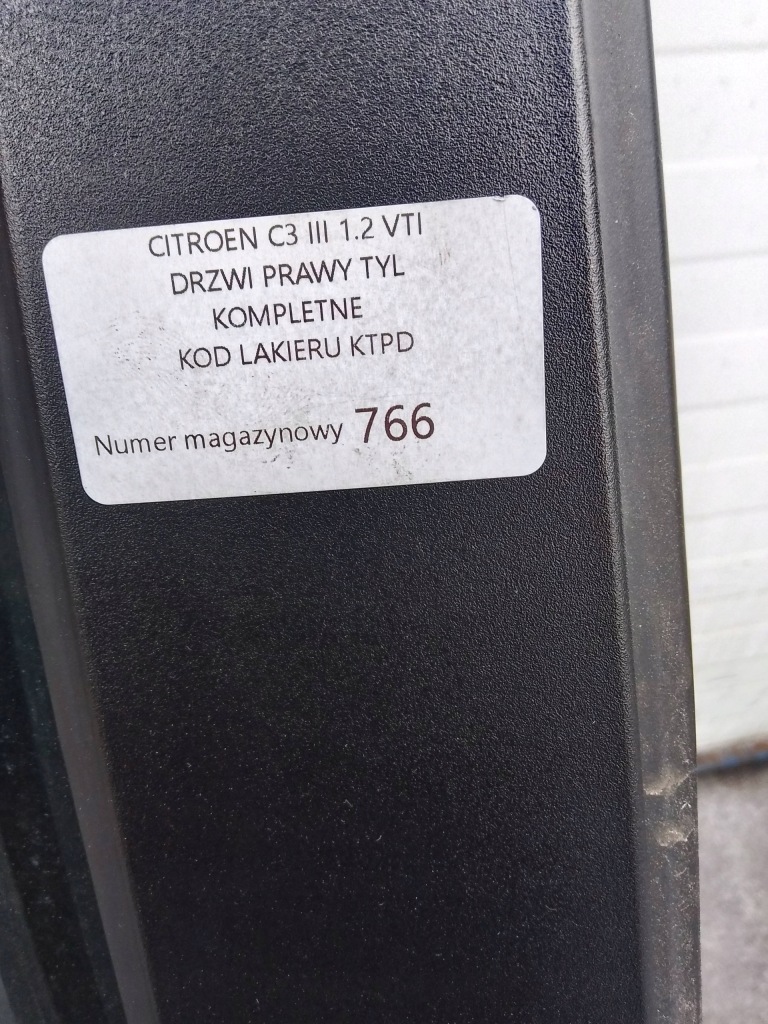 CITROEN C3 III 1.2 VTI
DRZWI PRAWY TYL
KOMPLETNE
KOD LAKIERU KTPD
Numer magazynowy 766